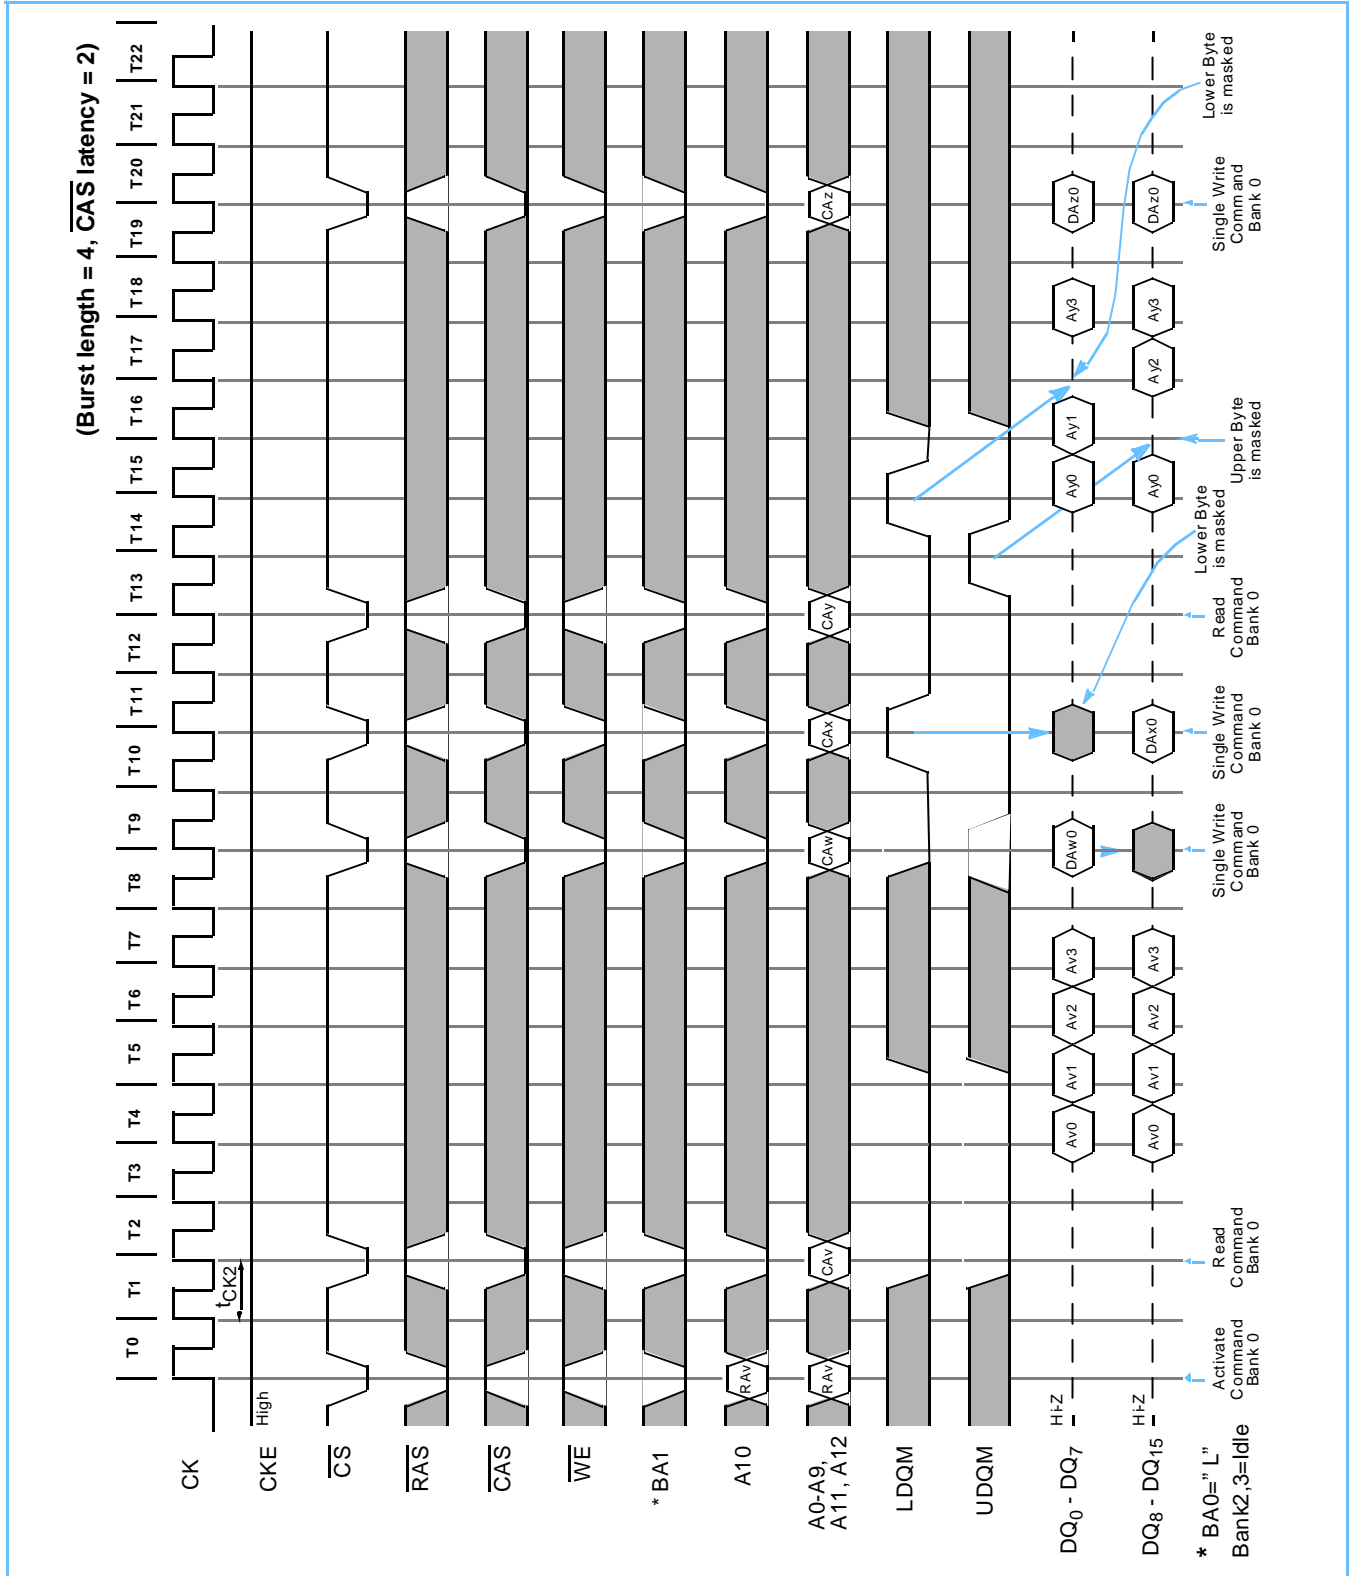 (Burst length = 4, CAS latency = 2)
T0 T1 T2 T3 T4 T5 T6 T7 T8 T9 T10 T11 T12 T13 T14 T15 T16 T17 T18 T19 T20 T21 T22
CK
tCK2
CKE
High
CS
RAS
CAS
WE
* BA1
A10
RAv
A0-A9,
A11, A12
RAv CAv CAw CAx CAy CAz
LDQM
UDQM
DQ0 - DQ7
Hi-Z
Av0 Av1 Av2 Av3 DAw0 Ay0 Ay1 Ay3 DAz0
DQ8 - DQ15
Hi-Z
Av0 Av1 Av2 Av3 DAx0 Ay0 Ay2 Ay3 DAz0
* BA0=" L"
Bank2,3=Idle
Activate
Command
Bank 0
Read
Command
Bank 0
Single Write
Command
Bank 0
Single Write
Command
Bank 0
Read
Command
Bank 0
Lower Byte
is masked
Upper Byte
is masked
Single Write
Command
Bank 0
Lower Byte
is masked